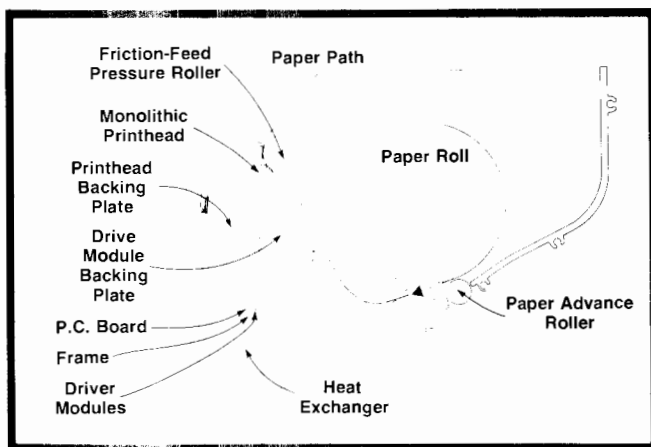 Friction-Feed
Pressure Roller
Paper Path
Monolithic
Printhead
Paper Roll
Printhead
Backing
Plate
Drive
Module
Backing
Plate
Paper Advance
Roller
P.C. Board
Frame
Driver
Modules
Heat
Exchanger